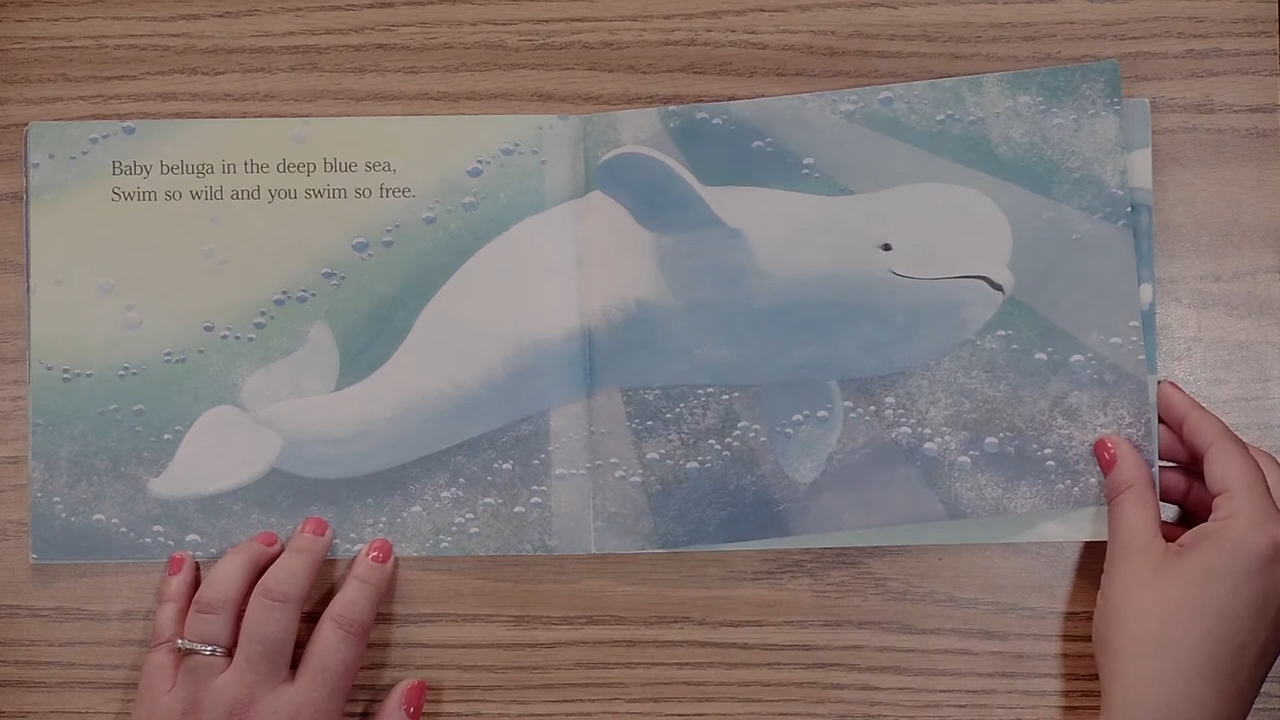 Baby beluga in the deep blue sea,
Swim so wild and you swim so free.